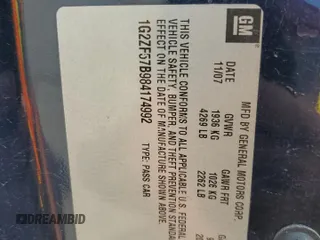 GM
MFD BY GENERAL MOTORS CORP
DATE GVWR GAWR FRT
11/07 1936 KG 1026 KG
4269 LB 2262 LB
THIS VEHICLE CONFORMS TO ALL APPLICABLE U.S. FEDERAL
VEHICLE SAFETY, BUMPER, AND THEFT PREVENTION STANDA
IN EFFECT ON THE DATE OF MANUFACTURE SHOWN ABOVE.
1G2ZF57B984174992
TYPE: PASS CAR
DREAMBID